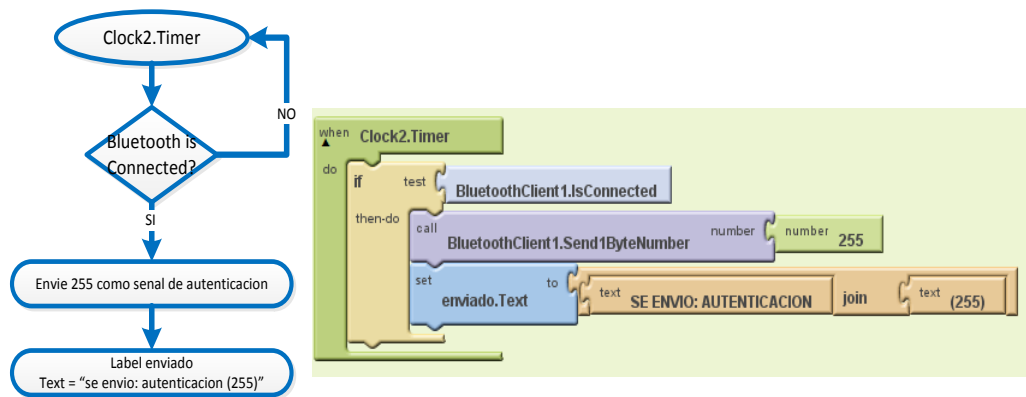 Clock2.Timer
NO
Bluetooth is
Connected?
SI
Envie 255 como senal de autenticacion
Label enviado
Text = “se envio: autenticacion (255)”
when Clock2.Timer
do
if test BluetoothClient1.IsConnected
then-do
call BluetoothClient1.Send1ByteNumber number number 255
set enviado.Text to text SE ENVIO: AUTENTICACION join text (255)